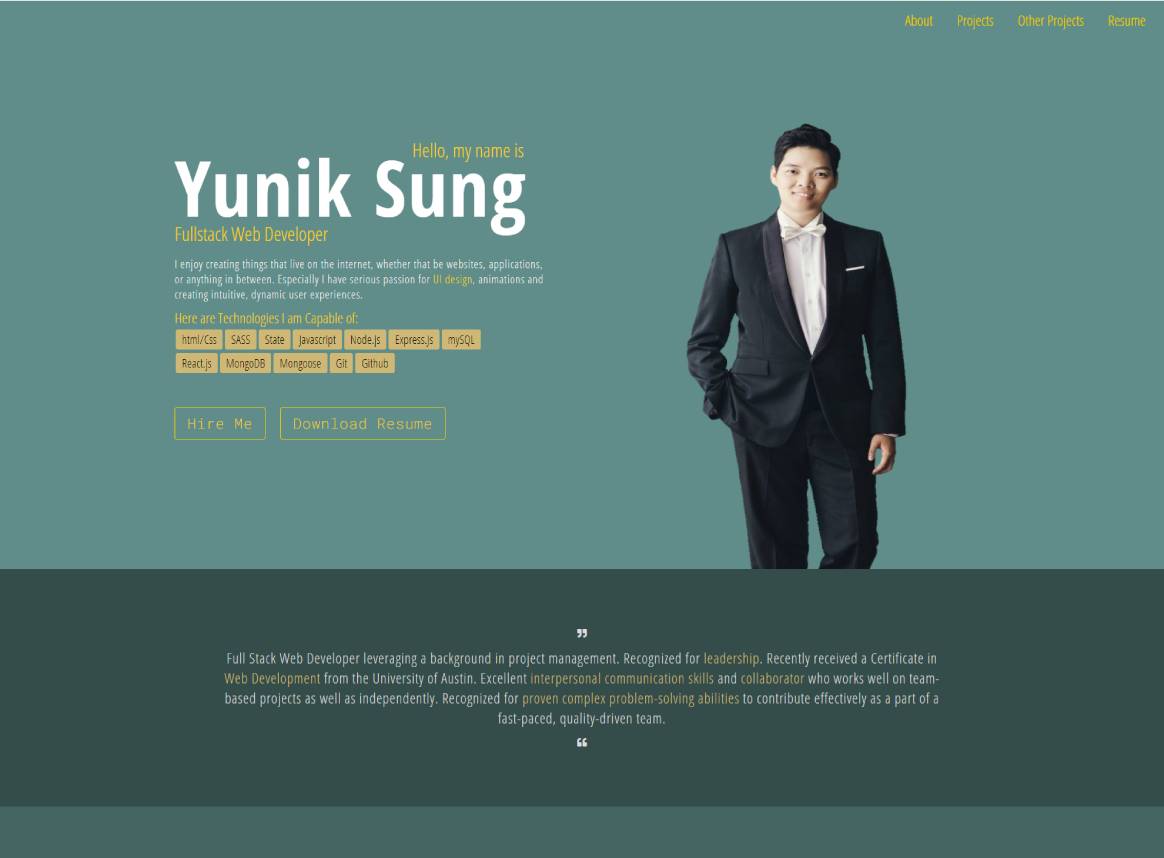 About Projects Other Projects Resume
Hello, my name is
Yunik Sung
Fullstack Web Developer
I enjoy creating things that live on the internet, whether that be websites, applications,
or anything in between. Especially I have serious passion for UI design, animations and
creating intuitive, dynamic user experiences.
Here are Technologies I am Capable of:
html/Css SASS State Javascript Node.js Express.js mySQL
React.js MongoDB Mongoose Git Github
Hire Me Download Resume
”
Full Stack Web Developer leveraging a background in project management. Recognized for leadership. Recently received a Certificate in
Web Development from the University of Austin. Excellent interpersonal communication skills and collaborator who works well on team-
based projects as well as independently. Recognized for proven complex problem-solving abilities to contribute effectively as a part of a
fast-paced, quality-driven team.
“